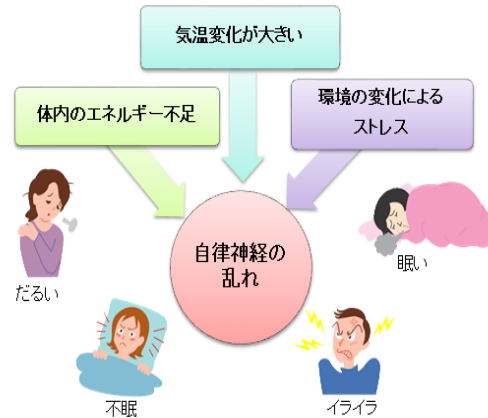 気温変化が大きい
体内のエネルギー不足
環境の変化による
ストレス
自律神経の
乱れ
だるい
眠い
不眠
イライラ